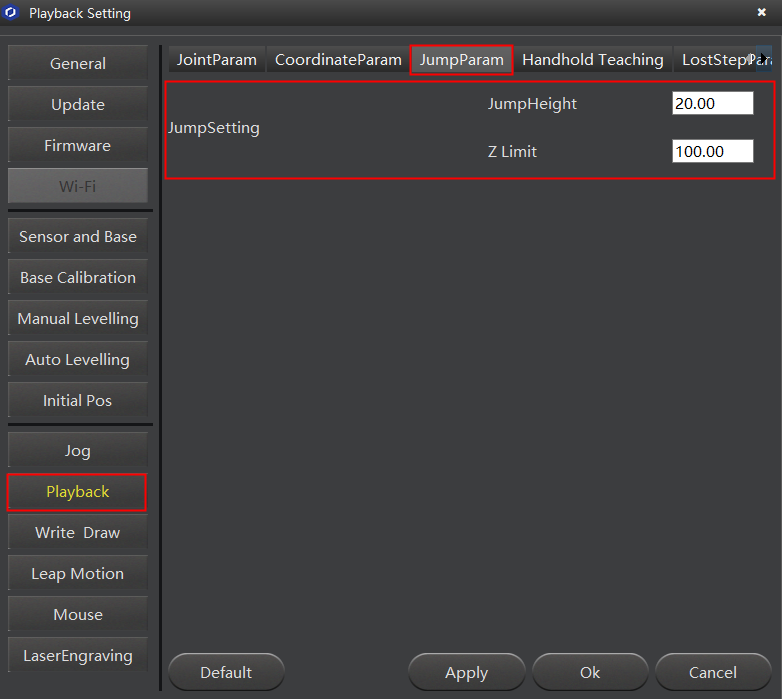 Playback Setting
General
Update
Firmware
Wi-Fi
Sensor and Base
Base Calibration
Manual Levelling
Auto Levelling
Initial Pos
Jog
Playback
Write Draw
Leap Motion
Mouse
LaserEngraving
JointParam CoordinateParam JumpParam Handhold Teaching LostStepPara
JumpSetting
JumpHeight 20.00
Z Limit 100.00
Default Apply Ok Cancel